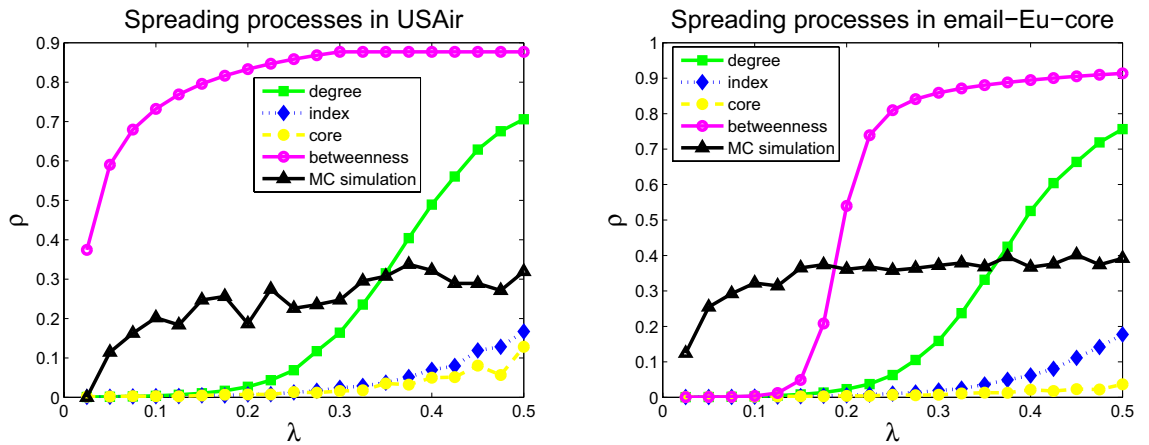 Spreading processes in USAir
0.9
0.8
0.7
0.6
0.5
0.4
0.3
0.2
0.1
0
ρ
degree
index
core
betweenness
MC simulation
0 0.1 0.2 0.3 0.4 0.5
λ
Spreading processes in email-Eu-core
1
0.9
0.8
0.7
0.6
0.5
0.4
0.3
0.2
0.1
0
ρ
degree
index
core
betweenness
MC simulation
0 0.1 0.2 0.3 0.4 0.5
λ